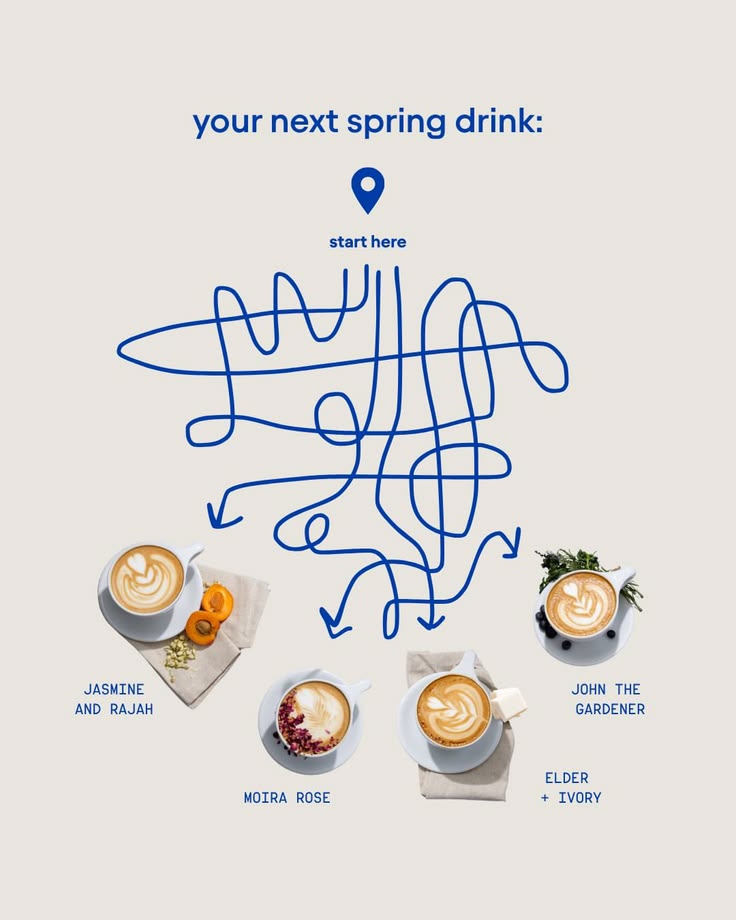 your next spring drink:
start here
JASMINE
AND RAJAH
JOHN THE
GARDENER
MOIRA ROSE
ELDER
+ IVORY